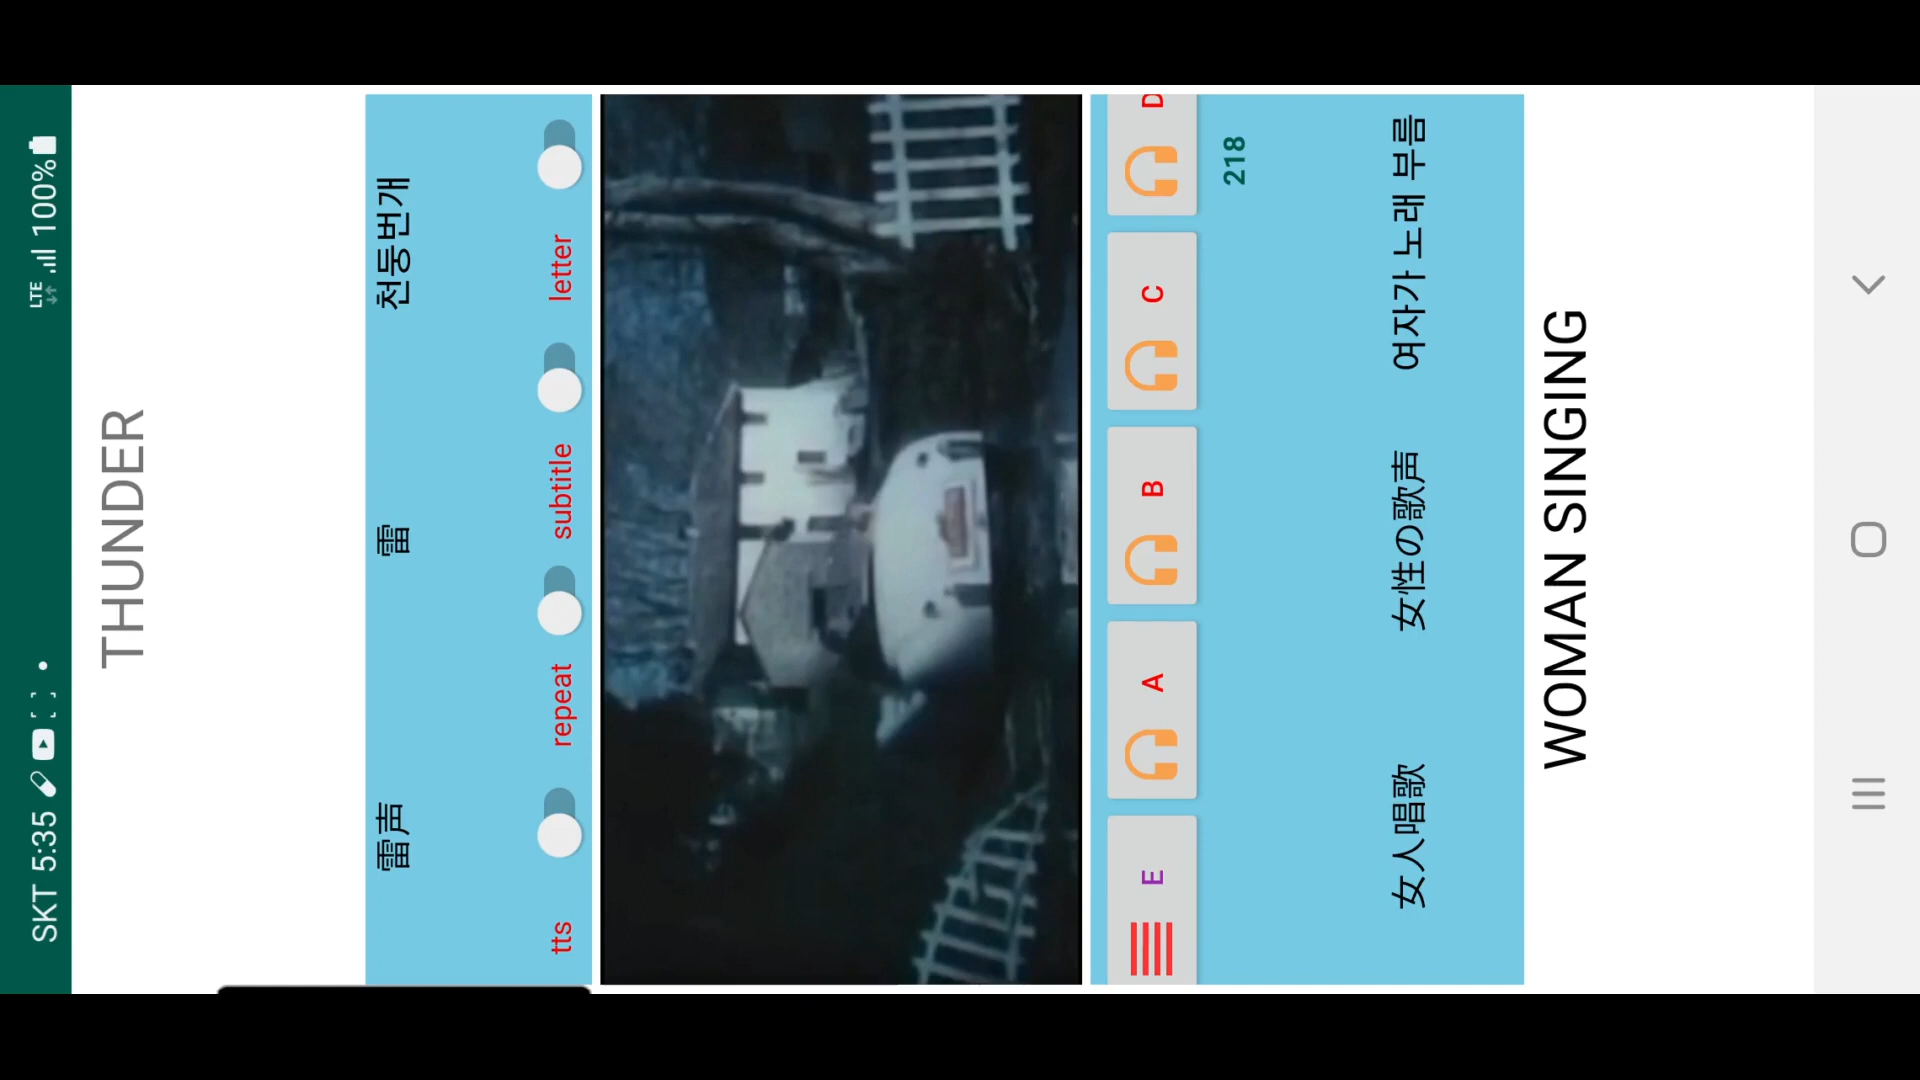 SKT 5:35 LTE 100%
THUNDER
雷声 雷 천둥번개
tts repeat subtitle letter
E A B C D
218
女人唱歌 女性の歌声 여자가 노래 부름
WOMAN SINGING